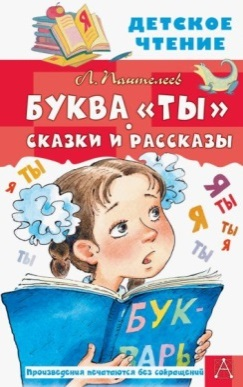 Я
ДЕТСКОЕ
ЧТЕНИЕ
Л. Пантелеев
БУКВА «ТЫ»
СКАЗКИ И РАССКАЗЫ
Я ТЫ
ТЫ
Я
ТЫ
Я
ТЫ
Я
ТЫ
Я
БУК-
ВАРЬ
Произведения печатаются без сокращений